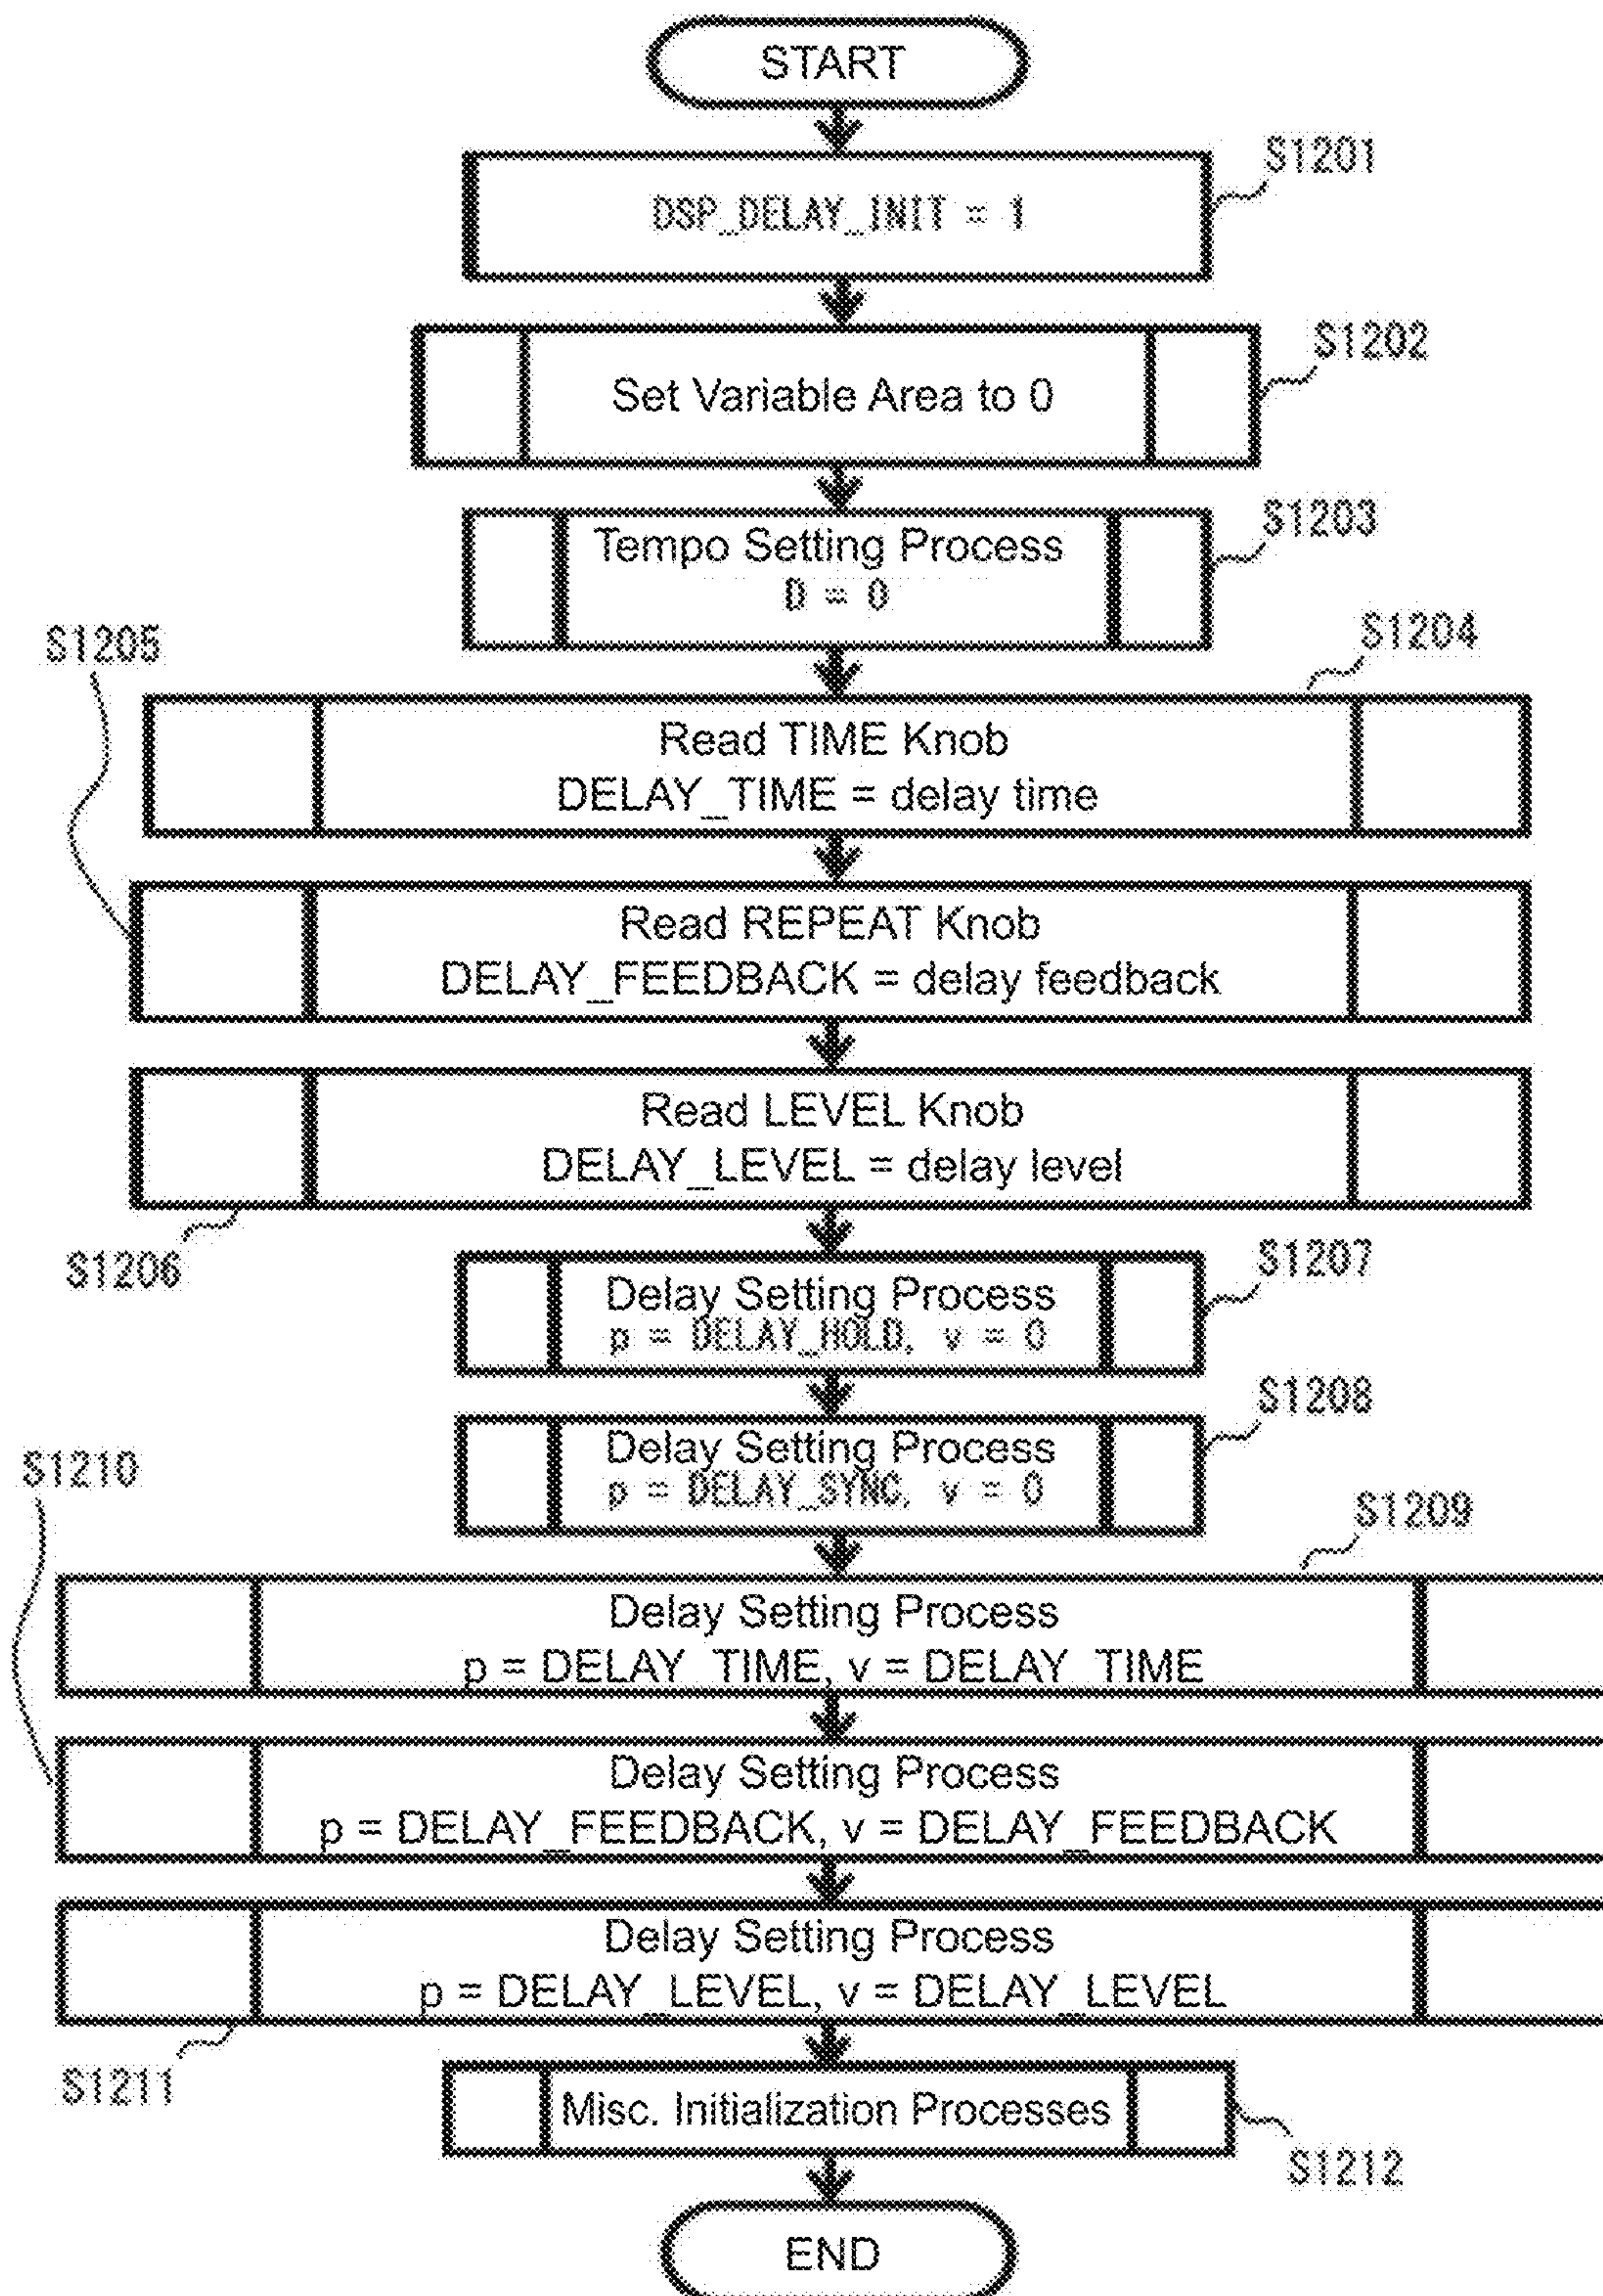 START
S1201
DSP_DELAY_INIT = 1
S1202
Set Variable Area to 0
S1203
Tempo Setting Process
D = 0
S1204
S1205
Read TIME Knob
DELAY_TIME = delay time
Read REPEAT Knob
DELAY_FEEDBACK = delay feedback
Read LEVEL Knob
DELAY_LEVEL = delay level
S1206
S1207
Delay Setting Process
p = DELAY_HOLD, v = 0
S1208
Delay Setting Process
p = DELAY_SYNC, v = 0
S1210
S1209
Delay Setting Process
p = DELAY_TIME, v = DELAY_TIME
Delay Setting Process
p = DELAY_FEEDBACK, v = DELAY_FEEDBACK
Delay Setting Process
p = DELAY_LEVEL, v = DELAY_LEVEL
S1211
Misc. Initialization Processes
S1212
END